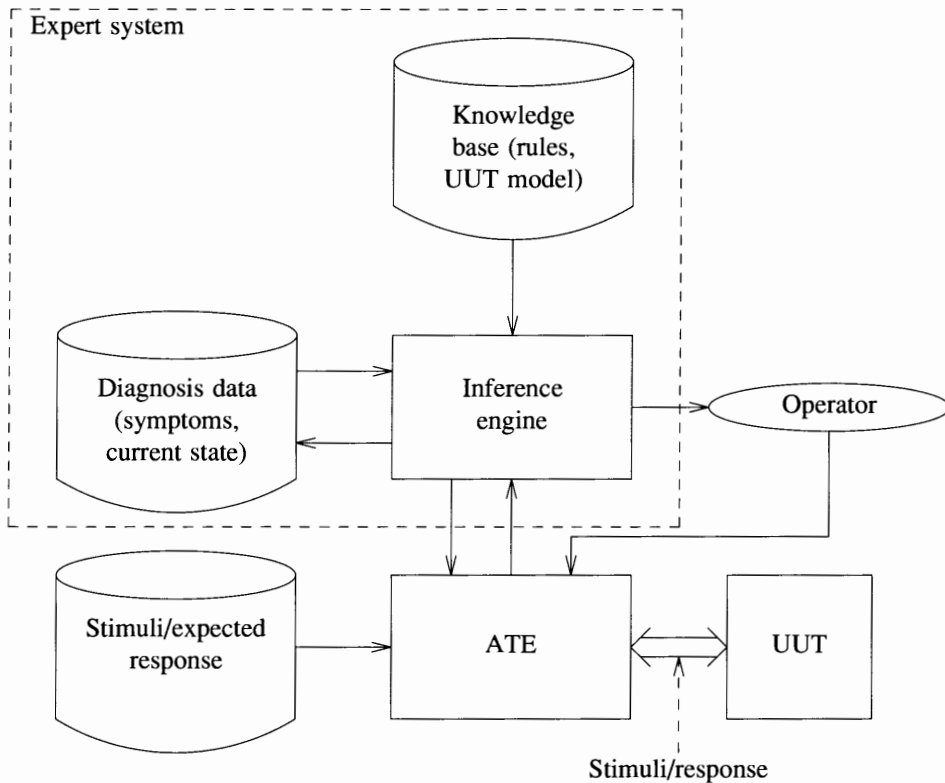 Expert system
Knowledge
base (rules,
UUT model)
Diagnosis data
(symptoms,
current state)
Inference
engine
Operator
Stimuli/expected
response
ATE
UUT
Stimuli/response